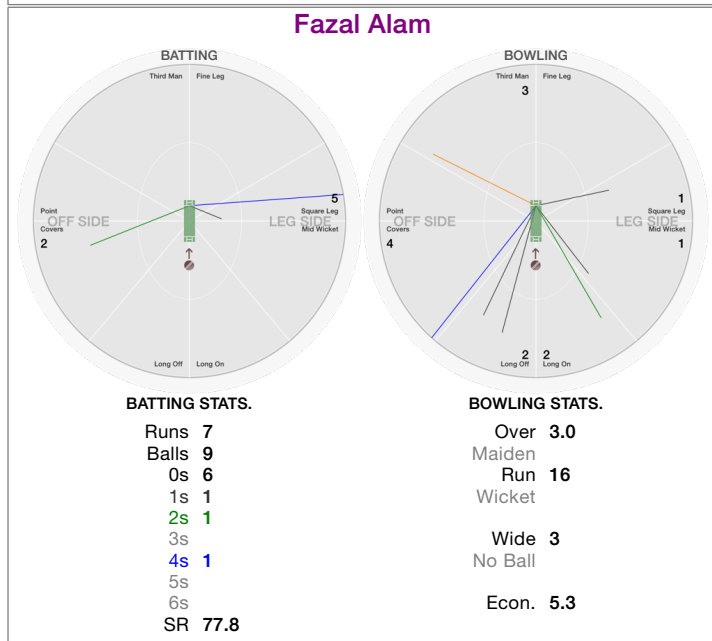 Fazal Alam
BATTING
Third Man Fine Leg
5
Point Square Leg
OFF SIDE LEG SIDE
Covers Mid Wicket
2
Long Off Long On
BOWLING
Third Man Fine Leg
3
1
Point Square Leg
OFF SIDE LEG SIDE
Covers Mid Wicket
4 1
2 2
Long Off Long On
BATTING STATS.
Runs 7
Balls 9
0s 6
1s 1
2s 1
3s
4s 1
5s
6s
SR 77.8
BOWLING STATS.
Over 3.0
Maiden
Run 16
Wicket
Wide 3
No Ball
Econ. 5.3